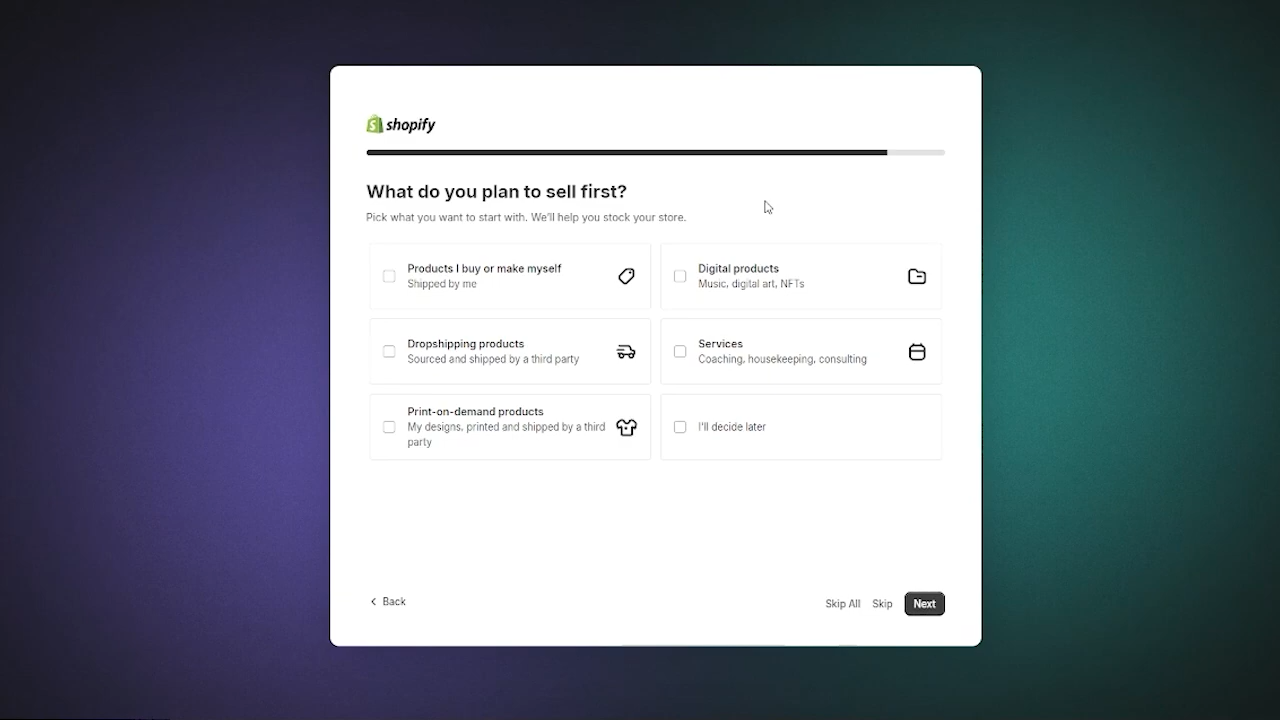 shopify
What do you plan to sell first?
Pick what you want to start with. We'll help you stock your store.
Products I buy or make myself
Shipped by me
Digital products
Music, digital art, NFTs
Dropshipping products
Sourced and shipped by a third party
Services
Coaching, housekeeping, consulting
Print-on-demand products
My designs, printed and shipped by a third
party
I'll decide later
Back
Skip All
Skip
Next